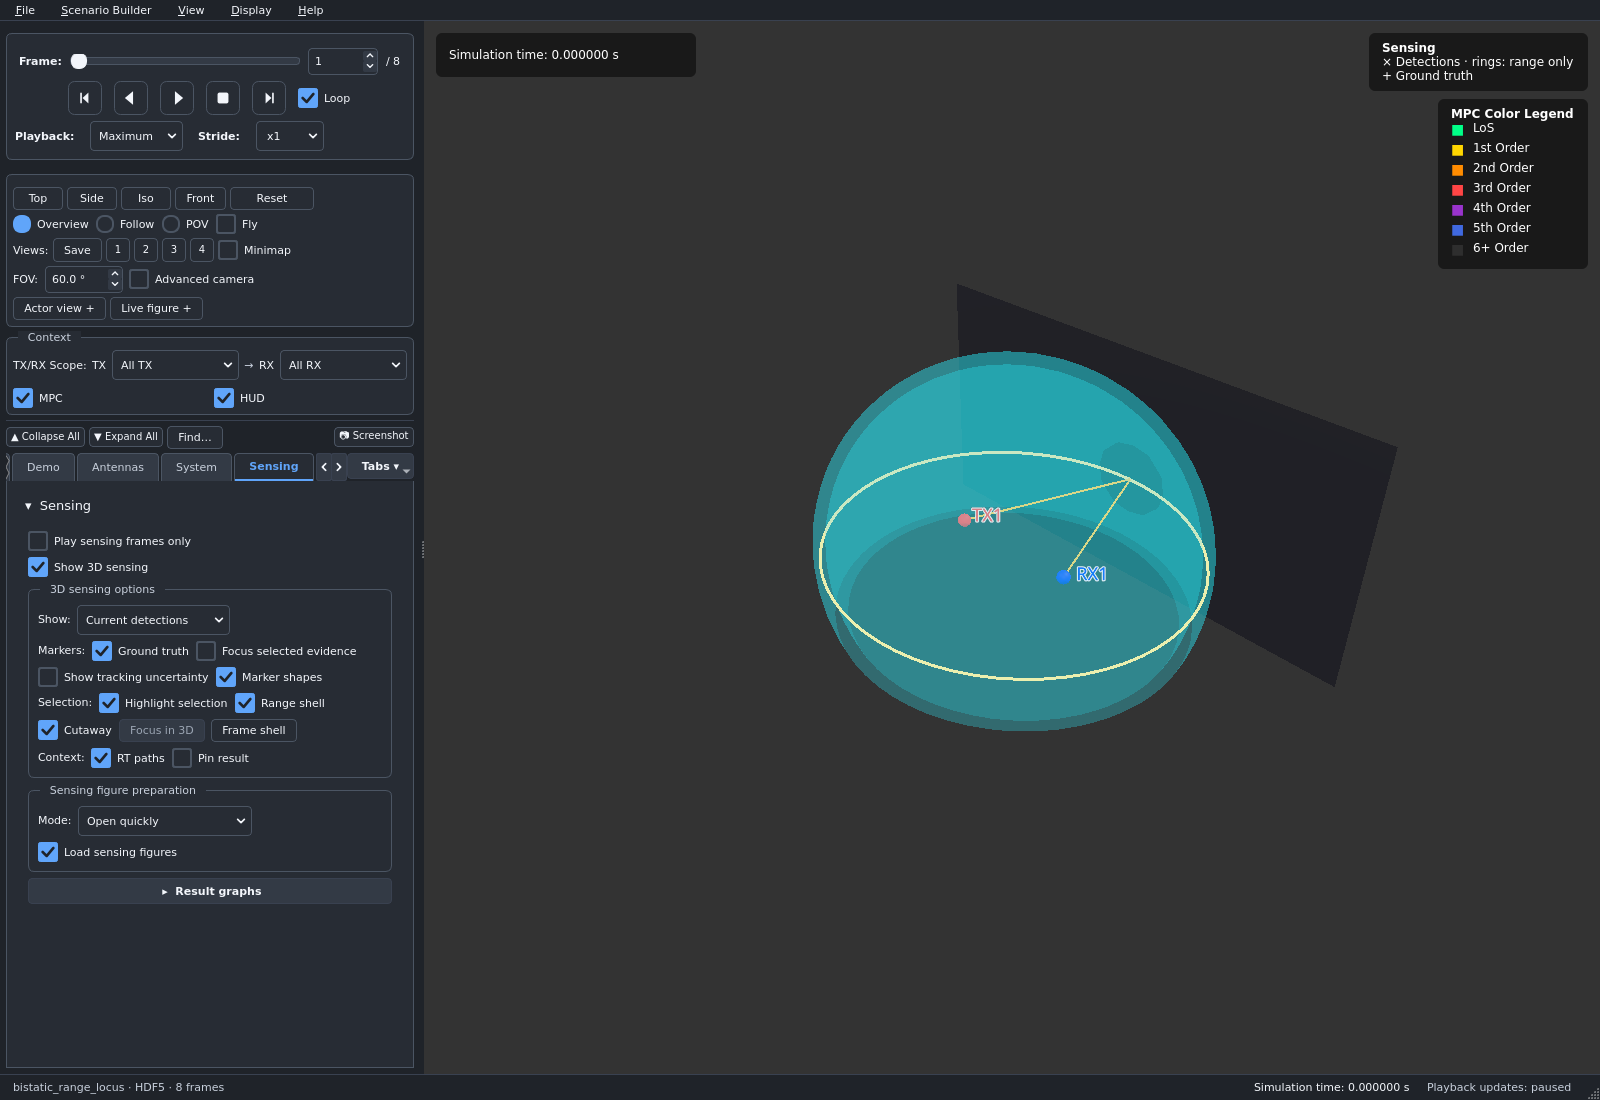 File Scenario Builder View Display Help
Frame: 1 / 8
Loop
Playback: Maximum Stride: x1
Top Side Iso Front Reset
Overview Follow POV Fly
Views: Save 1 2 3 4 Minimap
FOV: 60.0 ° Advanced camera
Actor view + Live figure +
Context
TX/RX Scope: TX All TX → RX All RX
MPC HUD
▲ Collapse All ▼ Expand All Find... Screenshot
Demo Antennas System Sensing Tabs ▾
▾ Sensing
Play sensing frames only
Show 3D sensing
3D sensing options
Show: Current detections
Markers: Ground truth Focus selected evidence
Show tracking uncertainty Marker shapes
Selection: Highlight selection Range shell
Cutaway Focus in 3D Frame shell
Context: RT paths Pin result
Sensing figure preparation
Mode: Open quickly
Load sensing figures
▸ Result graphs
Simulation time: 0.000000 s
Sensing
× Detections · rings: range only
+ Ground truth
MPC Color Legend
LoS
1st Order
2nd Order
3rd Order
4th Order
5th Order
6+ Order
TX1
RX1
bistatic_range_locus · HDF5 · 8 frames
Simulation time: 0.000000 s Playback updates: paused